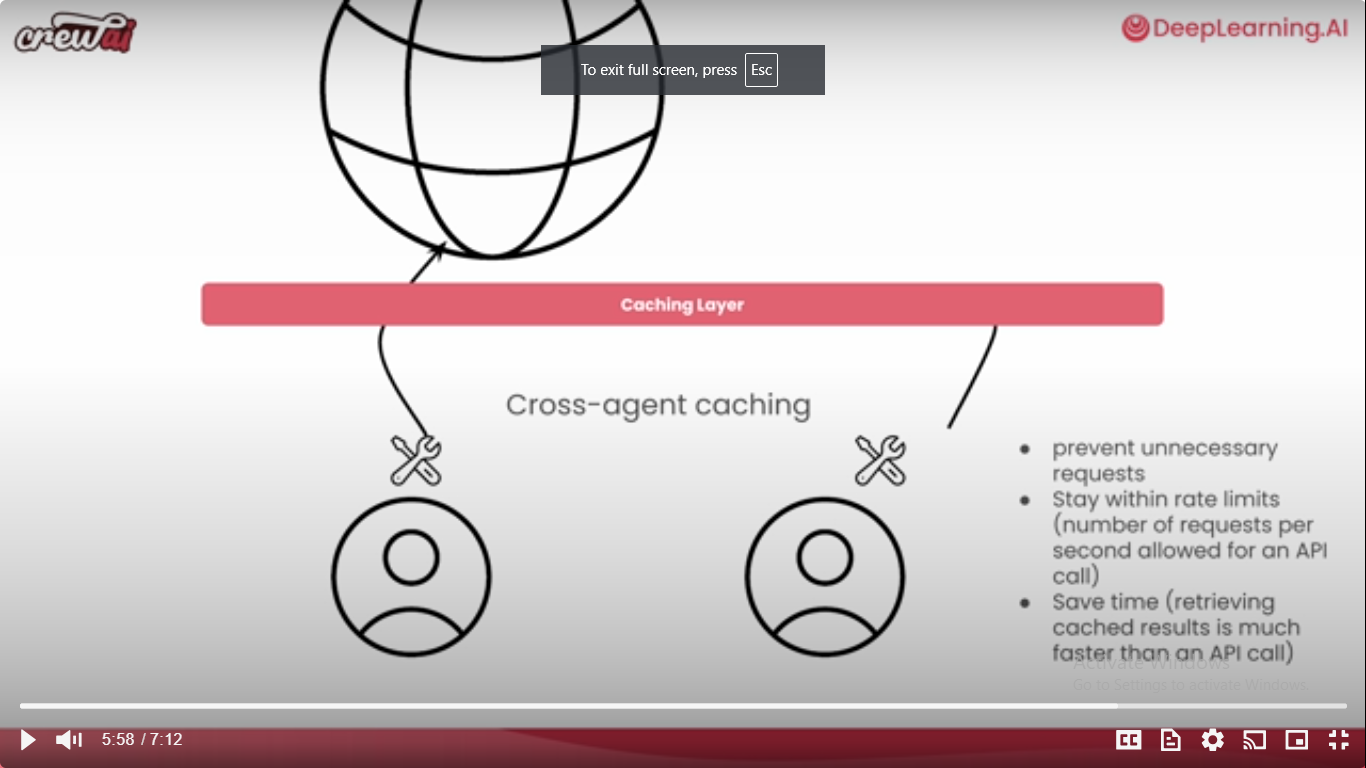 crewai
DeepLearning.AI
To exit full screen, press Esc
Caching Layer
Cross-agent caching
● prevent unnecessary
requests
● Stay within rate limits
(number of requests per
second allowed for an API
call)
● Save time (retrieving
cached results is much
faster than an API call)
Activate Windows
Go to Settings to activate Windows.
5:58 / 7:12
CC